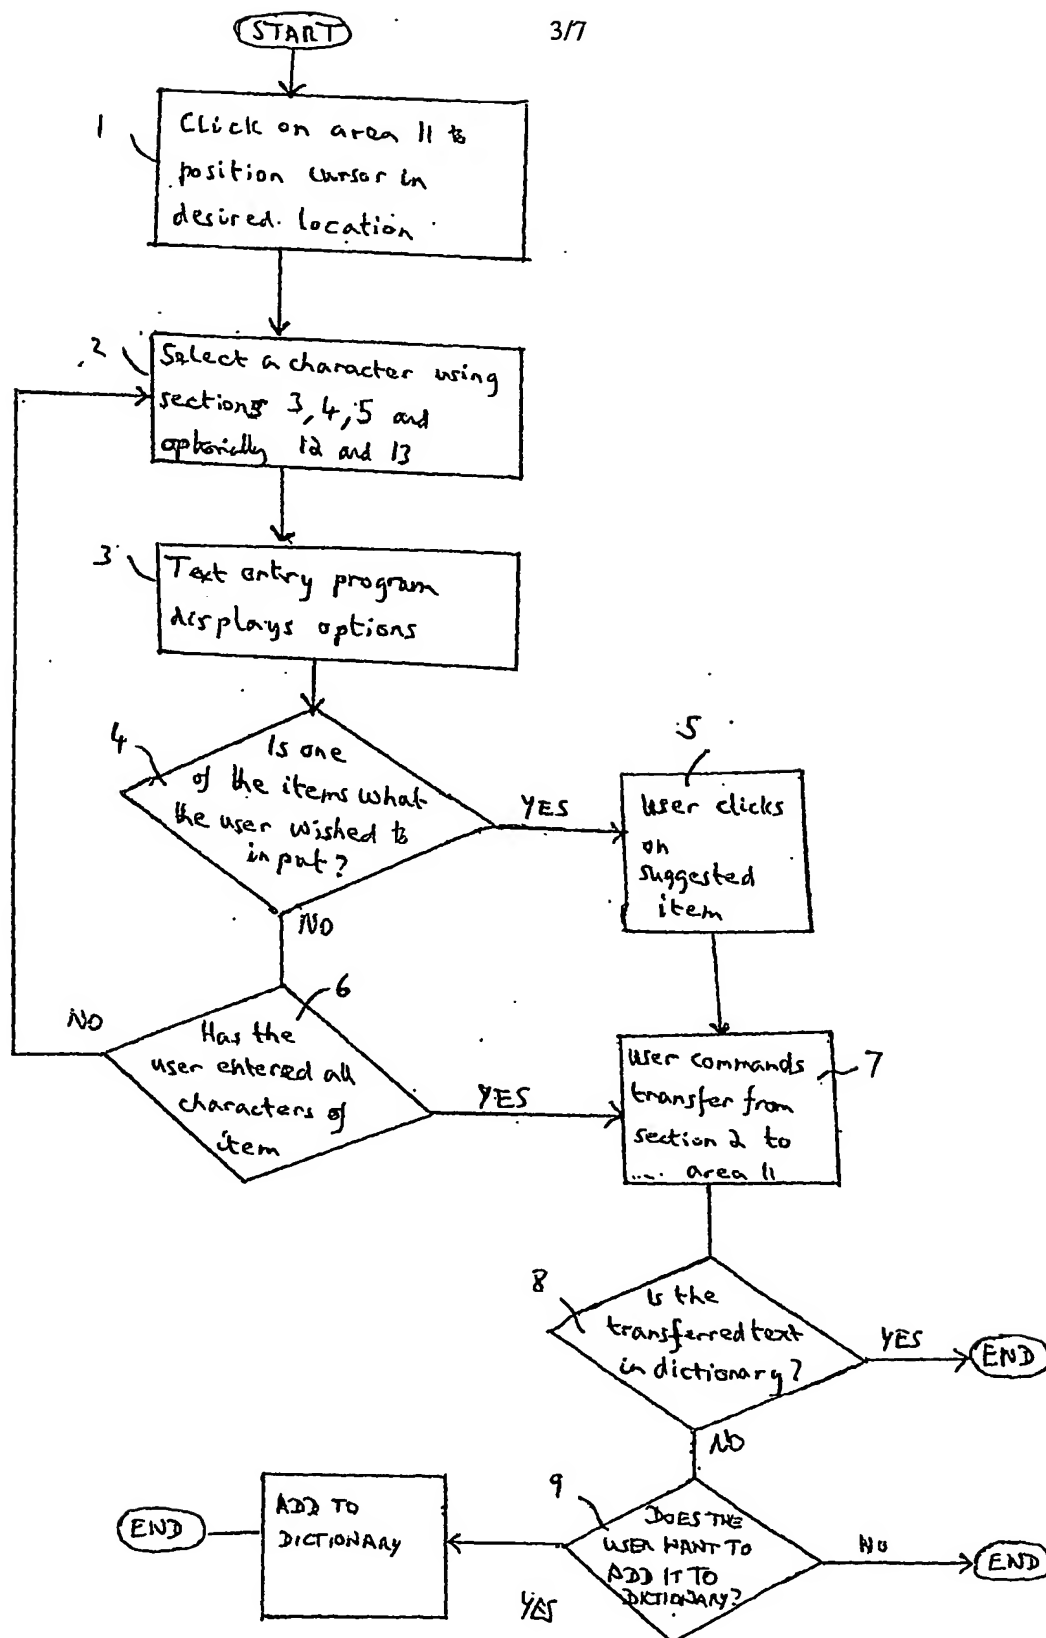 START
3/7
1
Click on area 11 to
position cursor in
desired location
2
Select a character using
sections 3, 4, 5 and
optionally 12 and 13
3
Text entry program
displays options
4
Is one
of the items what
the user wished to
input?
YES
NO
5
User clicks
on
suggested
item
6
Has the
user entered all
characters of
item
NO
YES
7
User commands
transfer from
section 2 to
.... area 11
8
Is the
transferred text
in dictionary?
YES
END
NO
9
DOES THE
USER WANT TO
ADD IT TO
DICTIONARY?
NO
END
YES
ADD TO
DICTIONARY
END